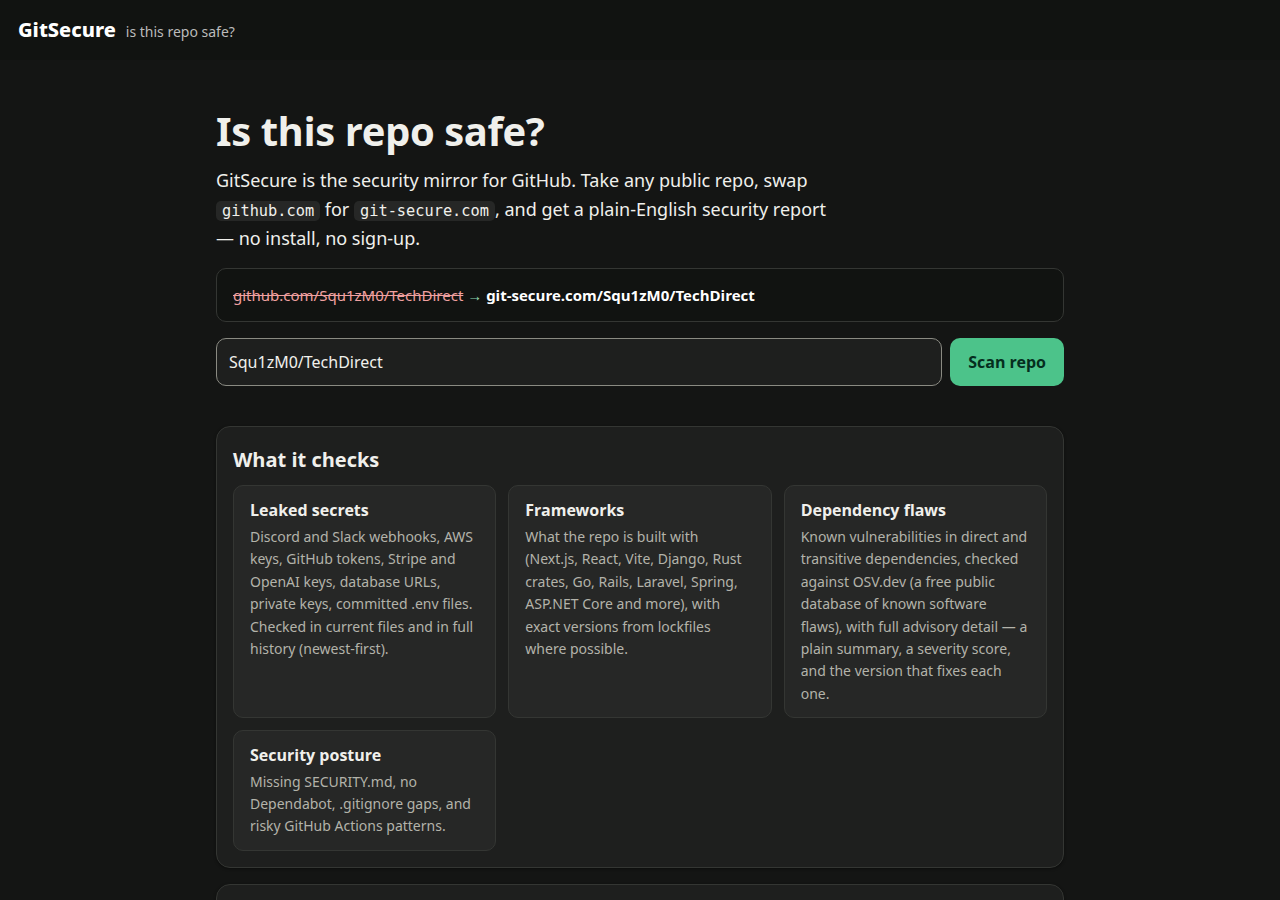 GitSecure is this repo safe?
Is this repo safe?
GitSecure is the security mirror for GitHub. Take any public repo, swap
github.com for git-secure.com, and get a plain-English security report
— no install, no sign-up.
github.com/Squ1zM0/TechDirect → git-secure.com/Squ1zM0/TechDirect
Squ1zM0/TechDirect
Scan repo
What it checks
Leaked secrets
Discord and Slack webhooks, AWS
keys, GitHub tokens, Stripe and
OpenAI keys, database URLs,
private keys, committed .env files.
Checked in current files and in full
history (newest-first).
Frameworks
What the repo is built with
(Next.js, React, Vite, Django, Rust
crates, Go, Rails, Laravel, Spring,
ASP.NET Core and more), with
exact versions from lockfiles
where possible.
Dependency flaws
Known vulnerabilities in direct and
transitive dependencies, checked
against OSV.dev (a free public
database of known software
flaws), with full advisory detail — a
plain summary, a severity score,
and the version that fixes each
one.
Security posture
Missing SECURITY.md, no
Dependabot, .gitignore gaps, and
risky GitHub Actions patterns.